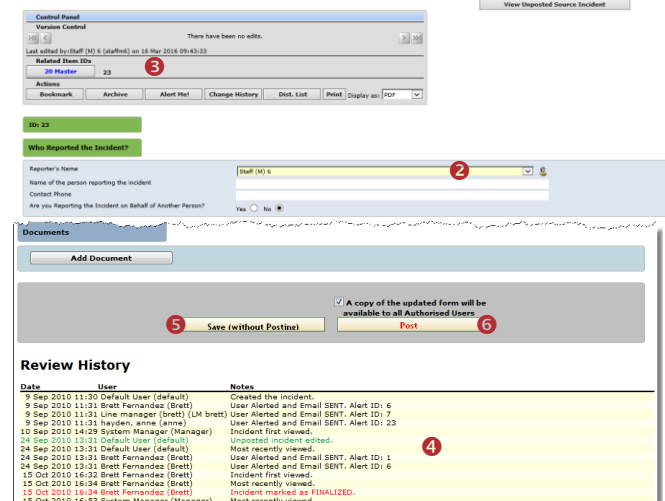 View Unposted Source Incident
Control Panel
Version Control
There have been no edits.
Last edited by:Staff (M) 6 (staffm6) on 16 Mar 2016 09:43:33
Related Item IDs
20 Master 23
3
Actions
Bookmark Archive Alert Me! Change History Dist. List Print Display as: PDF
ID: 23
Who Reported the Incident?
Reporter's Name Staff (M) 6 2
Name of the person reporting the incident
Contact Phone
Are you Reporting the Incident on Behalf of Another Person? Yes No
Documents
Add Document
A copy of the updated form will be
available to all Authorised Users
5 Save (without Posting) Post 6
Review History
Date User Notes
9 Sep 2010 11:30 Default User (default) Created the incident.
9 Sep 2010 11:31 Brett Fernandez (Brett) User Alerted and Email SENT. Alert ID: 6
9 Sep 2010 11:31 Line manager (brett) (LM brett) User Alerted and Email SENT. Alert ID: 7
9 Sep 2010 11:31 hayden, anne (anne) User Alerted and Email SENT. Alert ID: 23
10 Sep 2010 14:29 System Manager (Manager) Incident first viewed.
24 Sep 2010 13:31 Default User (default) Unposted incident edited.
24 Sep 2010 13:31 Default User (default) Most recently viewed.
4
24 Sep 2010 13:31 Brett Fernandez (Brett) User Alerted and Email SENT. Alert ID: 1
24 Sep 2010 13:31 Brett Fernandez (Brett) User Alerted and Email SENT. Alert ID: 6
15 Oct 2010 16:32 Brett Fernandez (Brett) Incident first viewed.
15 Oct 2010 16:34 Brett Fernandez (Brett) Most recently viewed.
15 Oct 2010 16:34 Brett Fernandez (Brett) Incident marked as FINALIZED.
15 Oct 2010 16:53 System Manager (Manager) Most recently viewed.